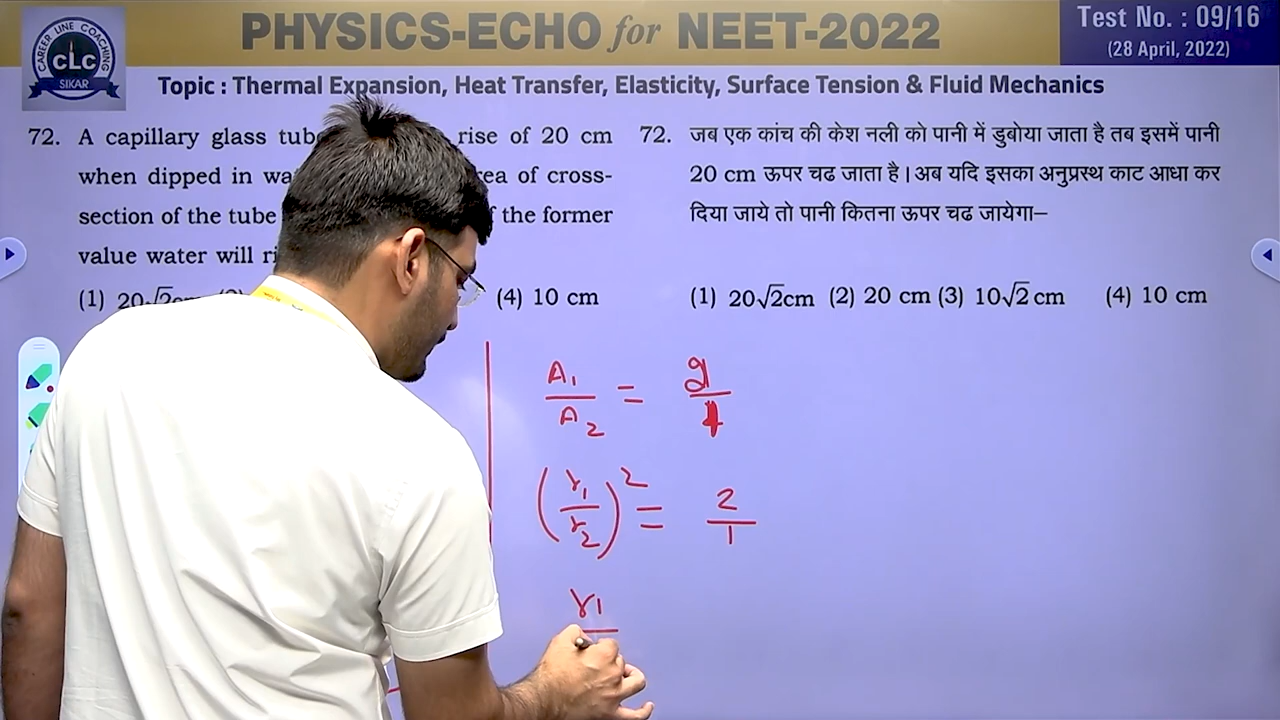 PHYSICS-ECHO for NEET-2022
Test No. : 09/16
(28 April, 2022)
CAREER LINE COACHING
CLC
SIKAR
Topic : Thermal Expansion, Heat Transfer, Elasticity, Surface Tension & Fluid Mechanics
72. A capillary glass tub rise of 20 cm
when dipped in wa ea of cross-
section of the tube f the former
value water will ri
(1) 20√2cm (4) 10 cm
72. जब एक कांच की केश नली को पानी में डुबोया जाता है तब इसमें पानी
20 cm ऊपर चढ जाता है। अब यदि इसका अनुप्रस्थ काट आधा कर
दिया जाये तो पानी कितना ऊपर चढ जायेगा–
(1) 20√2cm (2) 20 cm (3) 10√2 cm (4) 10 cm
A₁/A₂ = 2/1
(r₁/r₂)² = 2/1
r₁